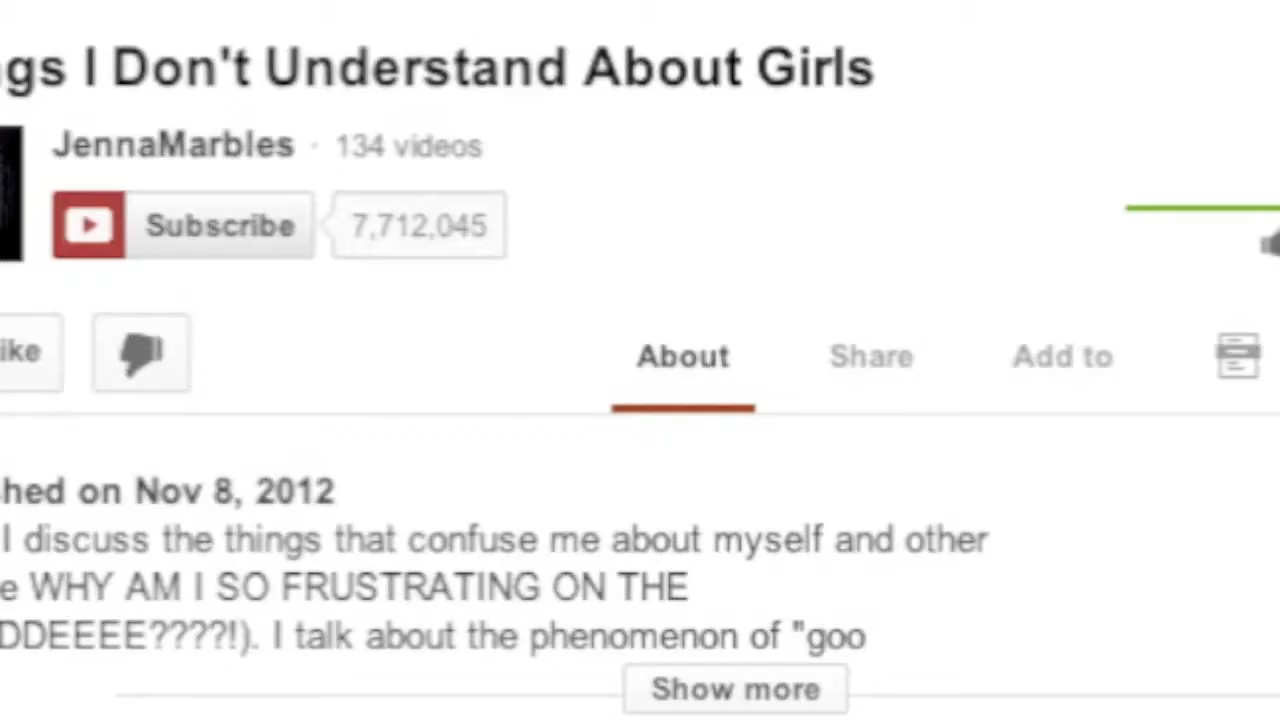 ngs I Don't Understand About Girls
JennaMarbles · 134 videos
Subscribe 7,712,045
ike About Share Add to
shed on Nov 8, 2012
I discuss the things that confuse me about myself and other
e WHY AM I SO FRUSTRATING ON THE
DDEEEE????!). I talk about the phenomenon of "goo
Show more